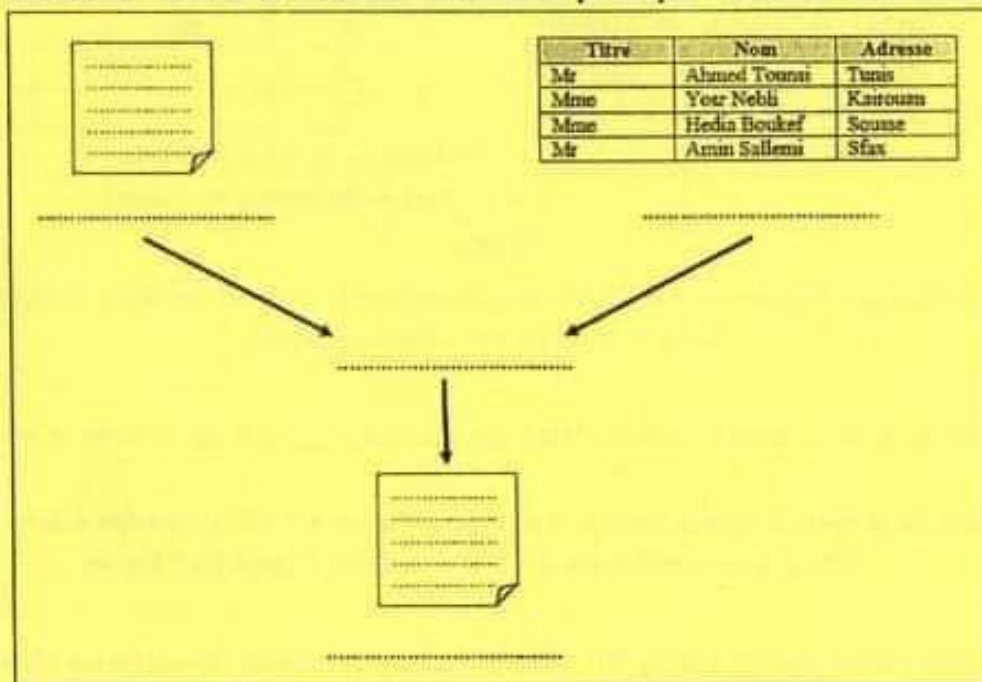 Titre Nom Adresse
Mr Ahmed Tounsi Tunis
Mme Yosr Nebli Kairouan
Mme Hedia Boukef Sousse
Mr Amin Sallemi Sfax